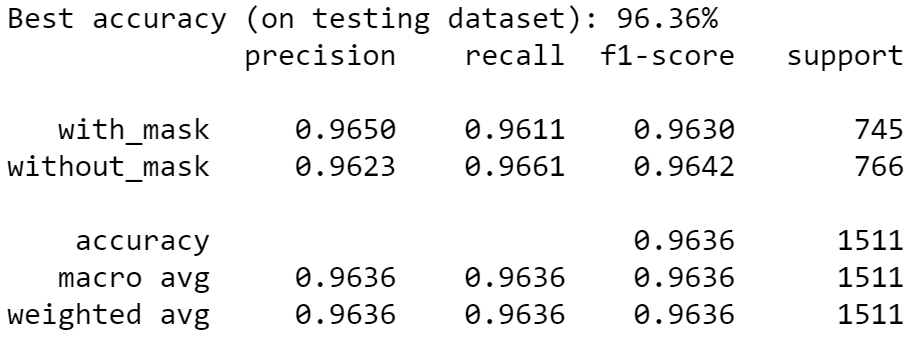 Best accuracy (on testing dataset): 96.36%
precision recall f1-score support
with_mask 0.9650 0.9611 0.9630 745
without_mask 0.9623 0.9661 0.9642 766
accuracy 0.9636 1511
macro avg 0.9636 0.9636 0.9636 1511
weighted avg 0.9636 0.9636 0.9636 1511